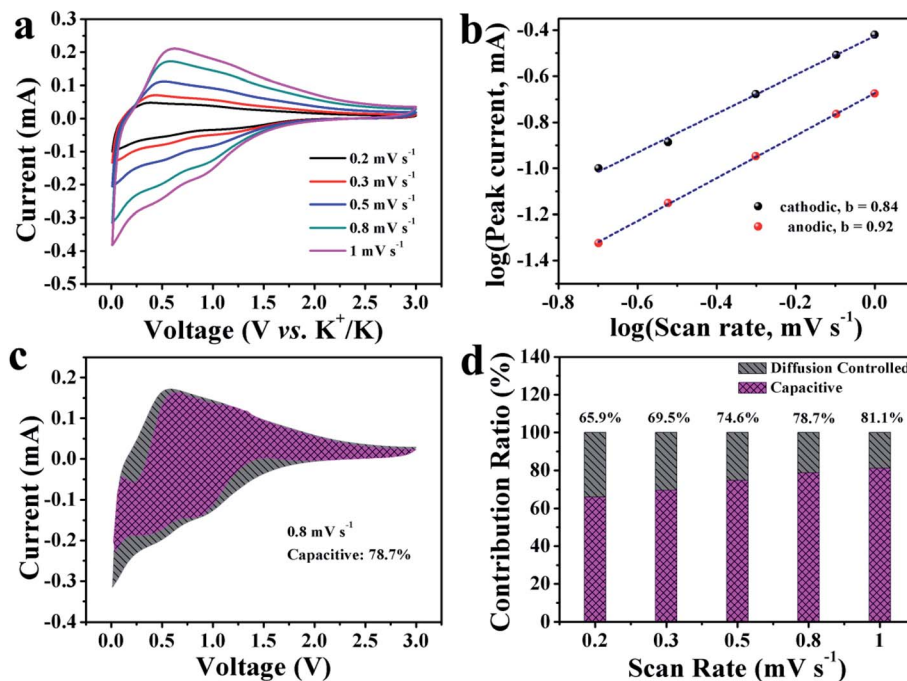 a
0.3
0.2
0.1
0.0
-0.1
-0.2
-0.3
-0.4
-0.5
Current (mA)
0.2 mV s⁻¹
0.3 mV s⁻¹
0.5 mV s⁻¹
0.8 mV s⁻¹
1 mV s⁻¹
0.0 0.5 1.0 1.5 2.0 2.5 3.0
Voltage (V vs. K⁺/K)
b
-0.4
-0.6
-0.8
-1.0
-1.2
-1.4
log(Peak current, mA)
cathodic, b = 0.84
anodic, b = 0.92
-0.8 -0.6 -0.4 -0.2 0.0
log(Scan rate, mV s⁻¹)
c
0.2
0.1
0.0
-0.1
-0.2
-0.3
-0.4
Current (mA)
0.8 mV s⁻¹
Capacitive: 78.7%
0.0 0.5 1.0 1.5 2.0 2.5 3.0
Voltage (V)
d
140
120
100
80
60
40
20
0
Contribution Ratio (%)
Diffusion Controlled
Capacitive
65.9% 69.5% 74.6% 78.7% 81.1%
0.2 0.3 0.5 0.8 1
Scan Rate (mV s⁻¹)